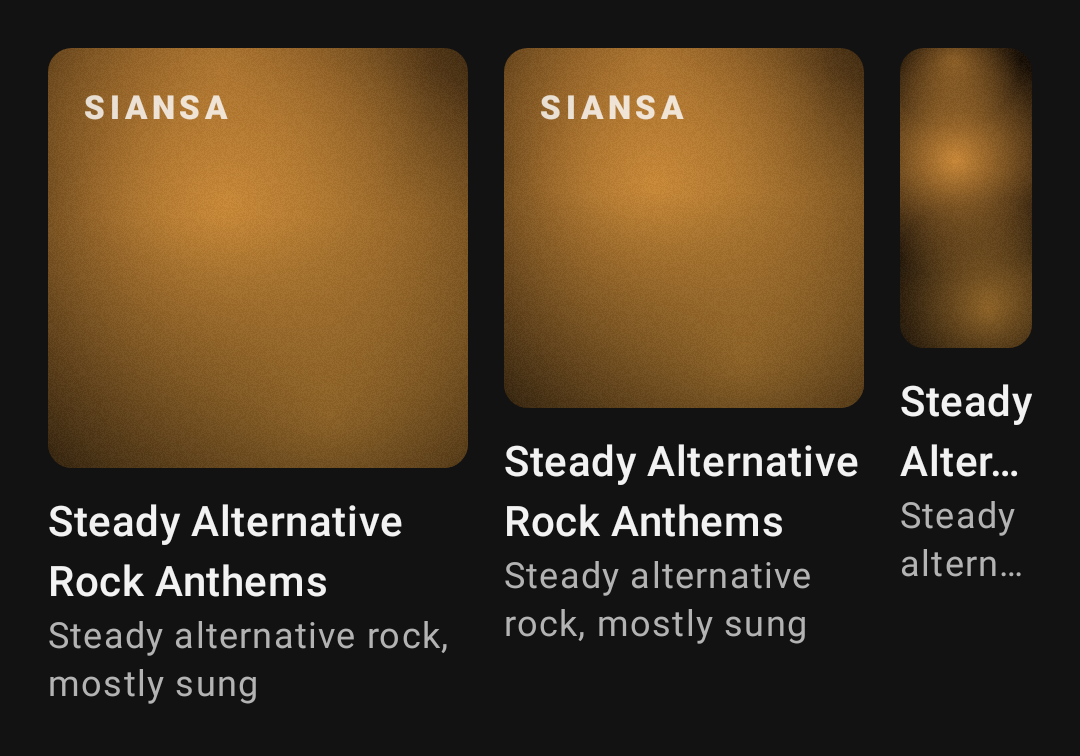 SIANSA
Steady Alternative
Rock Anthems
Steady alternative rock,
mostly sung
SIANSA
Steady Alternative
Rock Anthems
Steady alternative
rock, mostly sung
Steady
Alter…
Steady
altern…